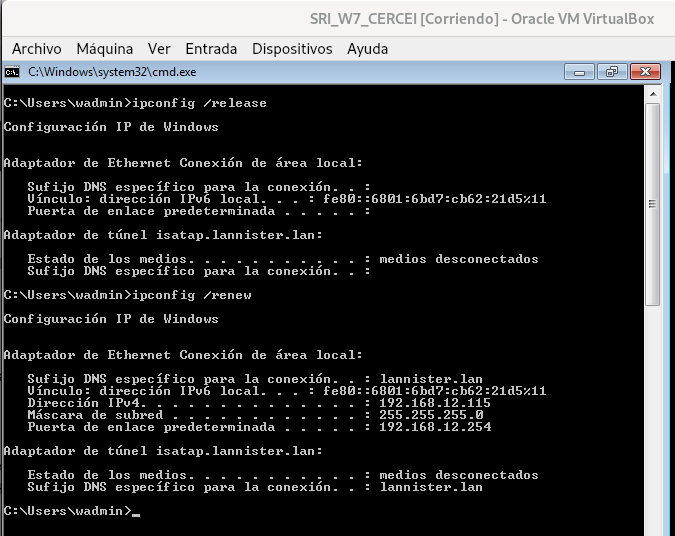 SRI_W7_CERCEI [Corriendo] - Oracle VM VirtualBox
Archivo Máquina Ver Entrada Dispositivos Ayuda
C:\Windows\system32\cmd.exe
C:\Users\wadmin>ipconfig /release
Configuración IP de Windows
Adaptador de Ethernet Conexión de área local:
Sufijo DNS específico para la conexión. . :
Vínculo: dirección IPv6 local. . . : fe80::6801:6bd7:cb62:21d5%11
Puerta de enlace predeterminada . . . . . :
Adaptador de túnel isatap.lannister.lan:
Estado de los medios. . . . . . . . . . . : medios desconectados
Sufijo DNS específico para la conexión. . :
C:\Users\wadmin>ipconfig /renew
Configuración IP de Windows
Adaptador de Ethernet Conexión de área local:
Sufijo DNS específico para la conexión. . : lannister.lan
Vínculo: dirección IPv6 local. . . : fe80::6801:6bd7:cb62:21d5%11
Dirección IPv4. . . . . . . . . . . . . . : 192.168.12.115
Máscara de subred . . . . . . . . . . . . : 255.255.255.0
Puerta de enlace predeterminada . . . . . : 192.168.12.254
Adaptador de túnel isatap.lannister.lan:
Estado de los medios. . . . . . . . . . . : medios desconectados
Sufijo DNS específico para la conexión. . : lannister.lan
C:\Users\wadmin>_